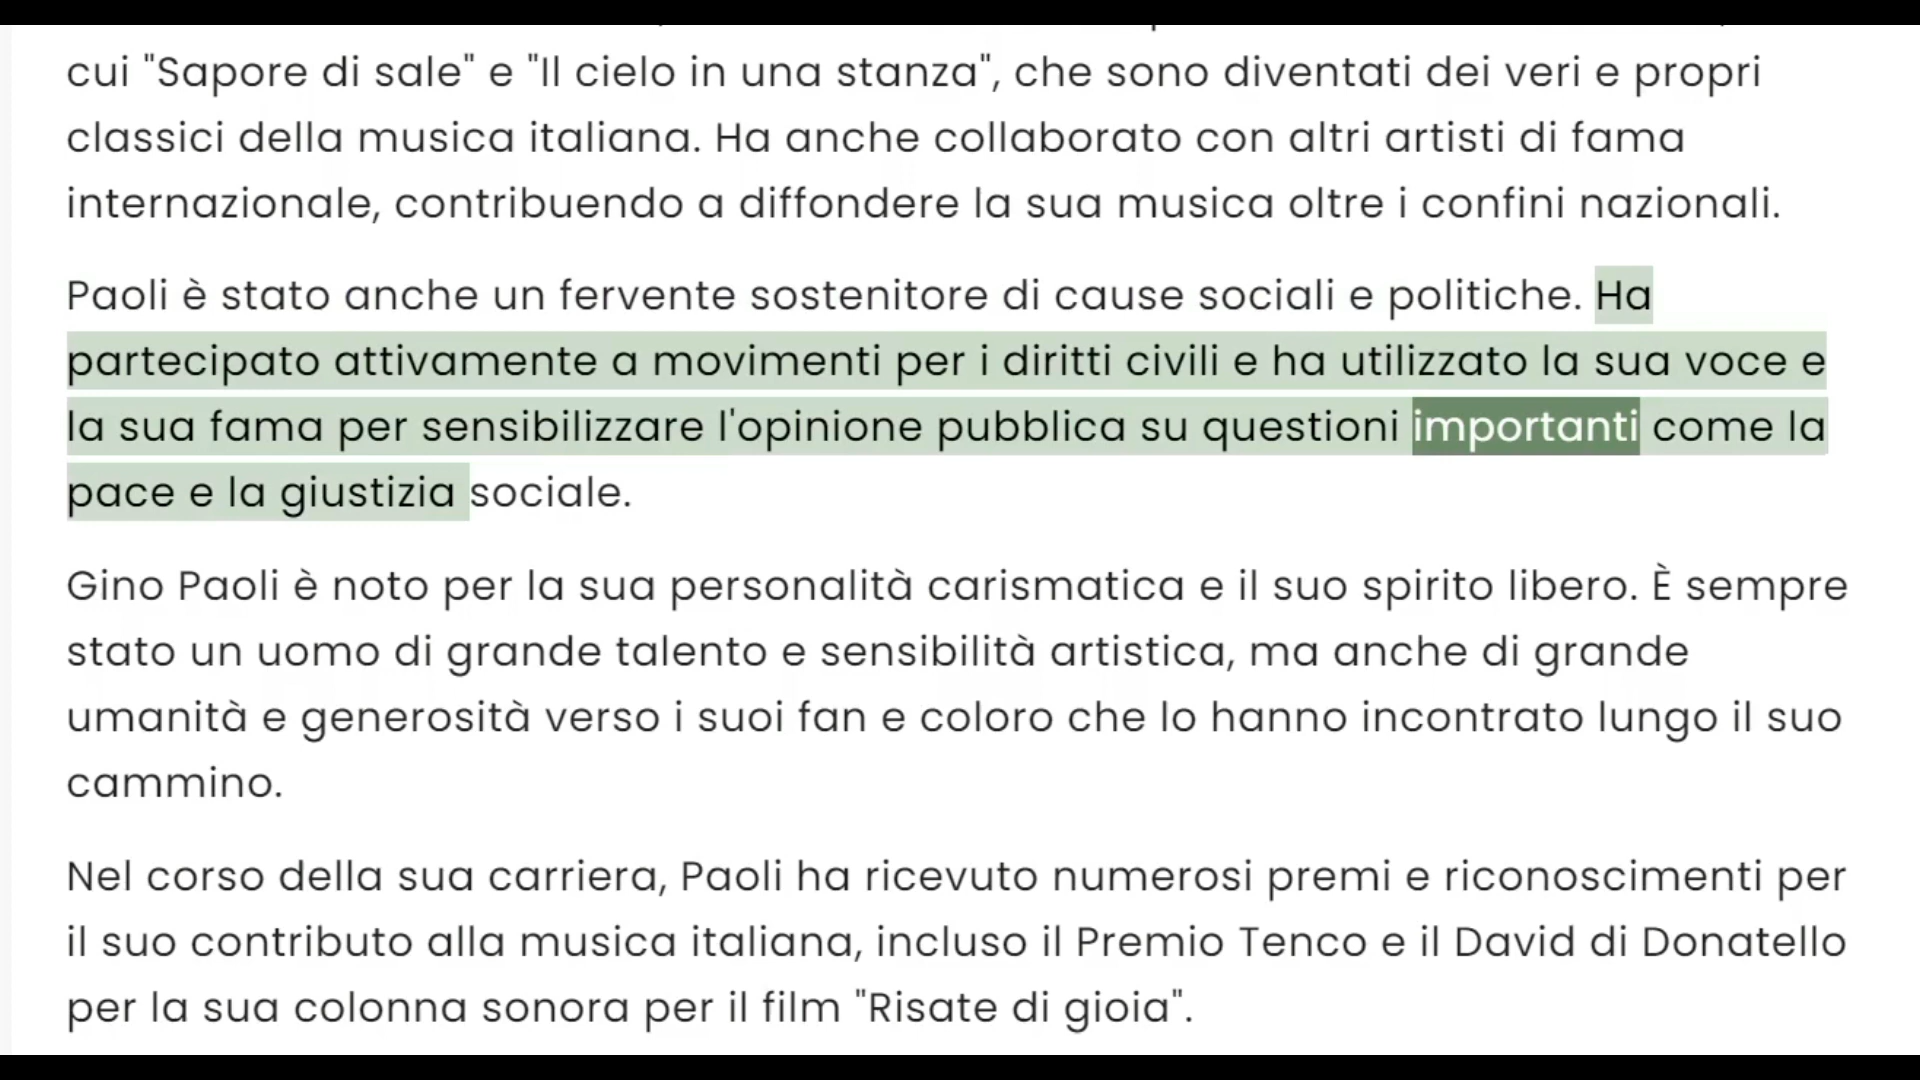 cui "Sapore di sale" e "Il cielo in una stanza", che sono diventati dei veri e propri
classici della musica italiana. Ha anche collaborato con altri artisti di fama
internazionale, contribuendo a diffondere la sua musica oltre i confini nazionali.
Paoli è stato anche un fervente sostenitore di cause sociali e politiche. Ha
partecipato attivamente a movimenti per i diritti civili e ha utilizzato la sua voce e
la sua fama per sensibilizzare l'opinione pubblica su questioni importanti come la
pace e la giustizia sociale.
Gino Paoli è noto per la sua personalità carismatica e il suo spirito libero. È sempre
stato un uomo di grande talento e sensibilità artistica, ma anche di grande
umanità e generosità verso i suoi fan e coloro che lo hanno incontrato lungo il suo
cammino.
Nel corso della sua carriera, Paoli ha ricevuto numerosi premi e riconoscimenti per
il suo contributo alla musica italiana, incluso il Premio Tenco e il David di Donatello
per la sua colonna sonora per il film "Risate di gioia".